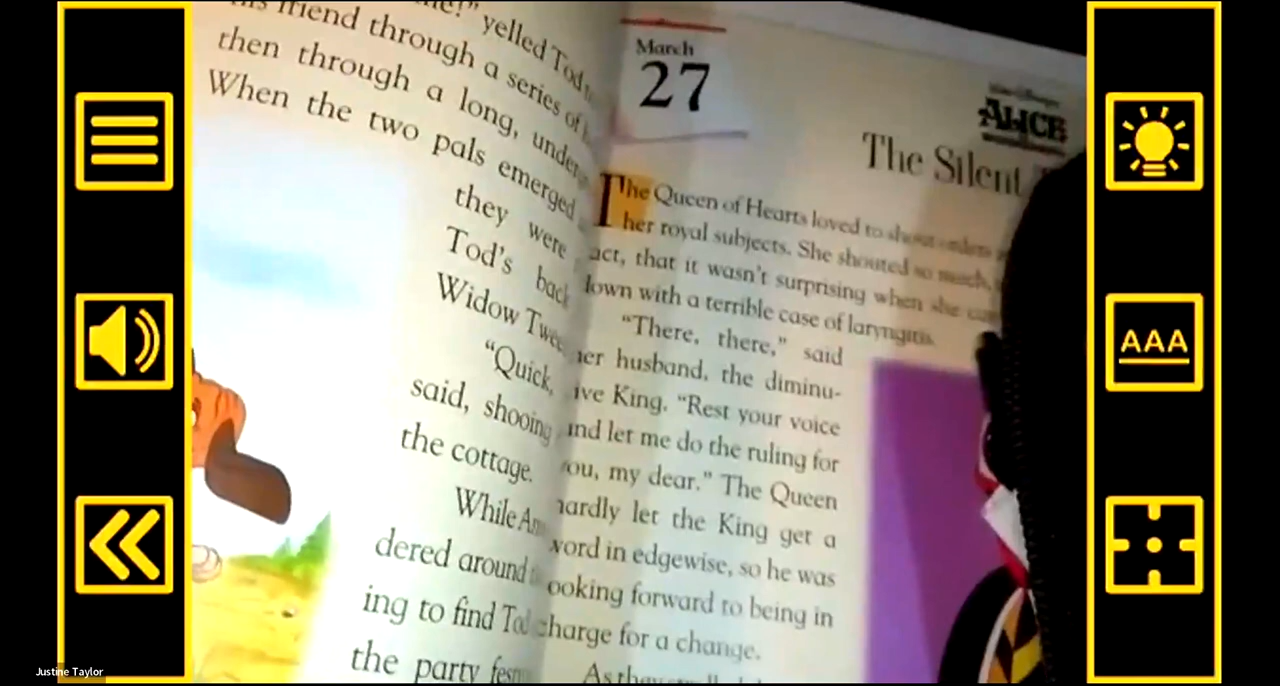 yelled Tod
friend through a series of
then through a long,
When the two pals emerged
they were
Tod's back
Widow
"Quick,
said, shooing
the cottage.
While
dered around
ing to find
the party
March
27
ALICE
The Silent
The Queen of Hearts loved to shout orders
her royal subjects. She shouted so much,
act, that it wasn't surprising when she
down with a terrible case of laryngitis.
"There, there," said
her husband, the diminu-
ive King. "Rest your voice
and let me do the ruling for
you, my dear." The Queen
hardly let the King get a
word in edgewise, so he was
ooking forward to being in
charge for a change.
As they
AAA
Justine Taylor